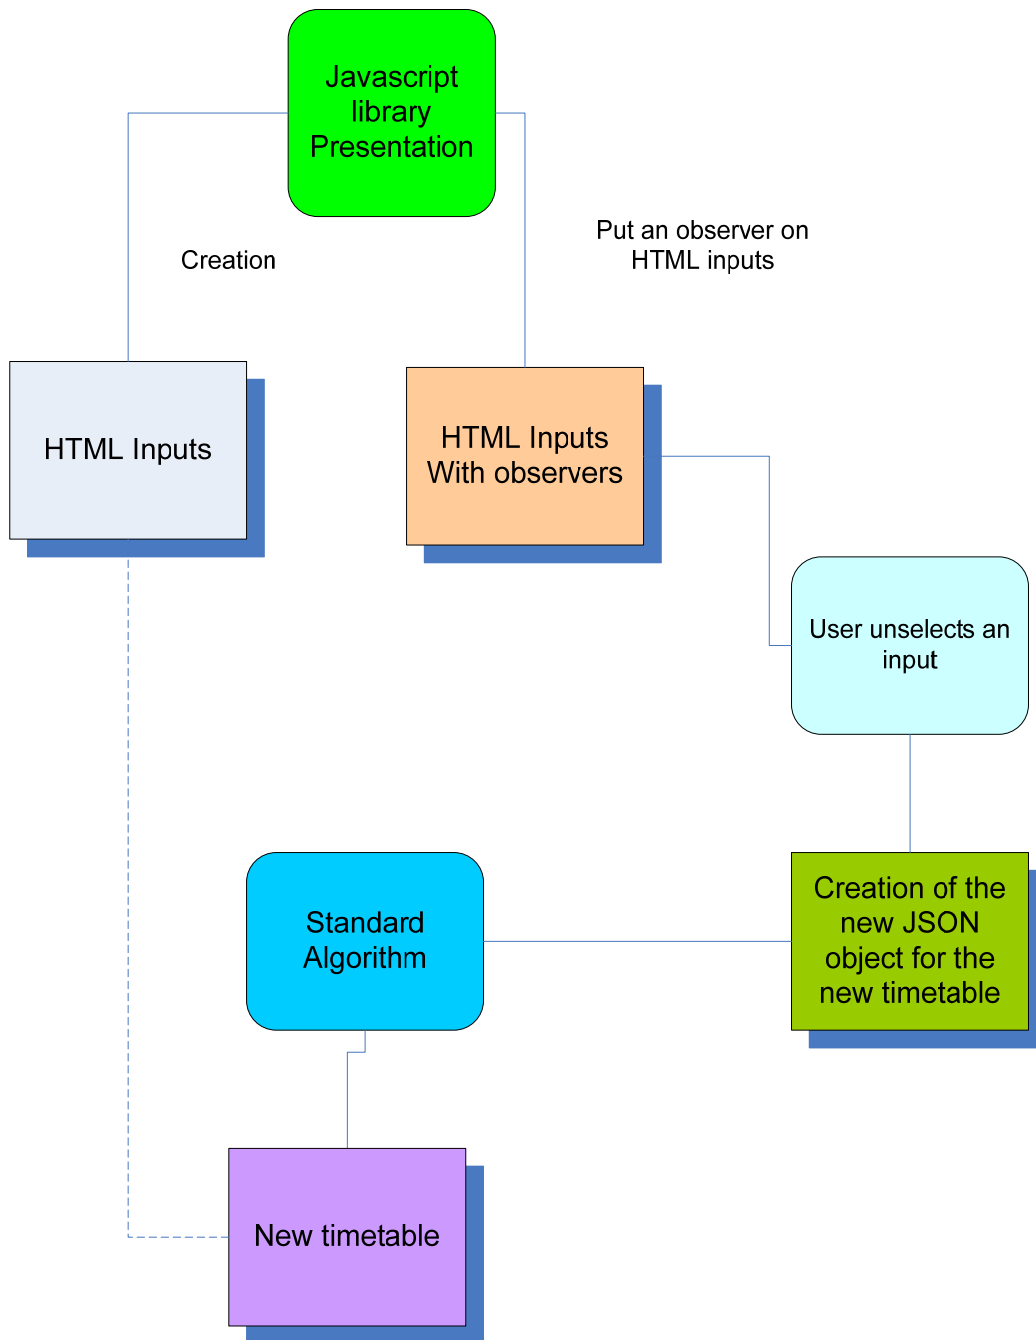 Javascript
library
Presentation
Creation
Put an observer on
HTML inputs
HTML Inputs
HTML Inputs
With observers
User unselects an
input
Standard
Algorithm
Creation of the
new JSON
object for the
new timetable
New timetable